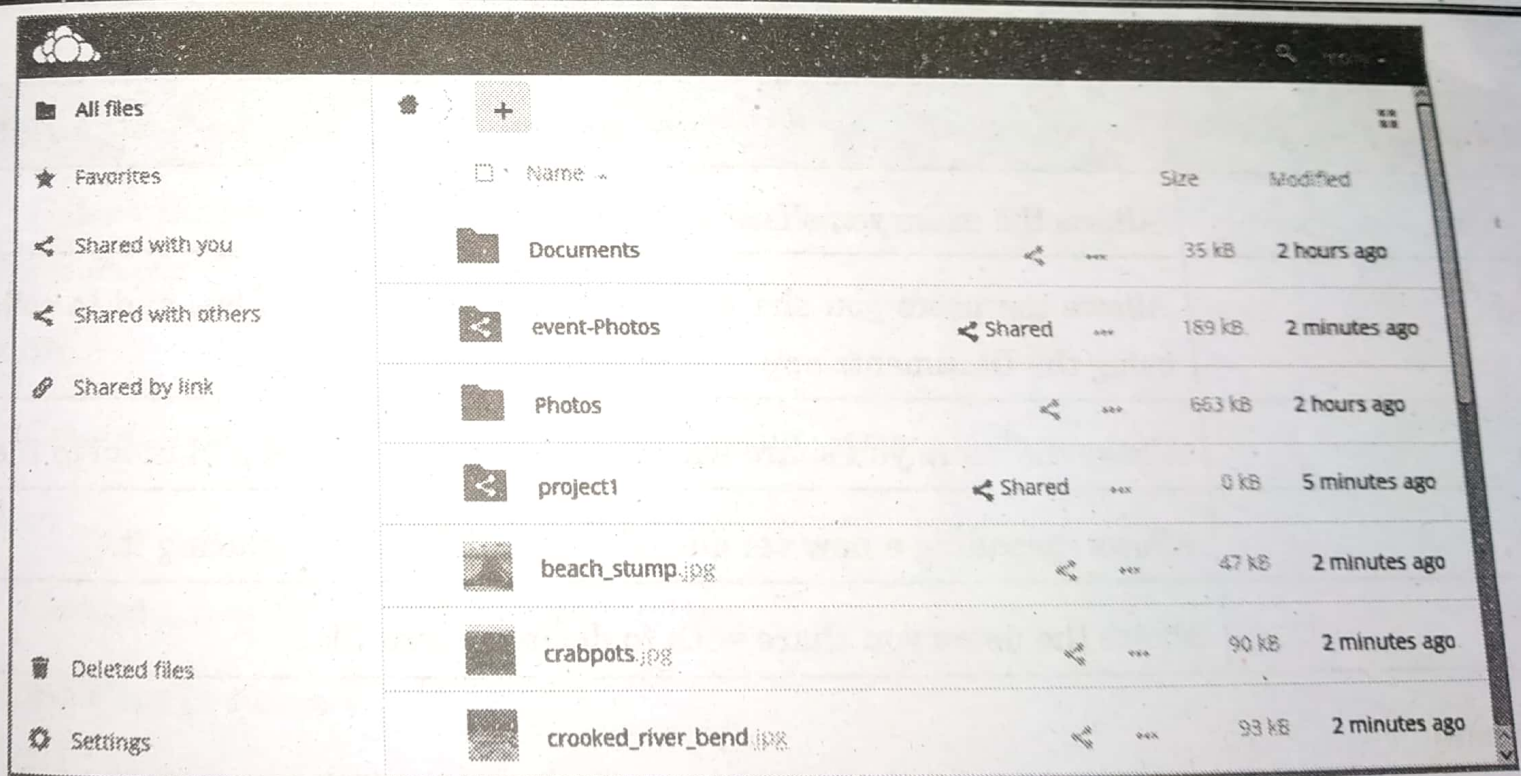 All files
Favorites
Shared with you
Shared with others
Shared by link
Deleted files
Settings
+
Name Size Modified
Documents ... 35 kB 2 hours ago
event-Photos Shared ... 189 kB 2 minutes ago
Photos ... 663 kB 2 hours ago
project1 Shared ... 0 kB 5 minutes ago
beach_stump.jpg ... 47 kB 2 minutes ago
crabpots.jpg ... 90 kB 2 minutes ago
crooked_river_bend.jpg ... 93 kB 2 minutes ago